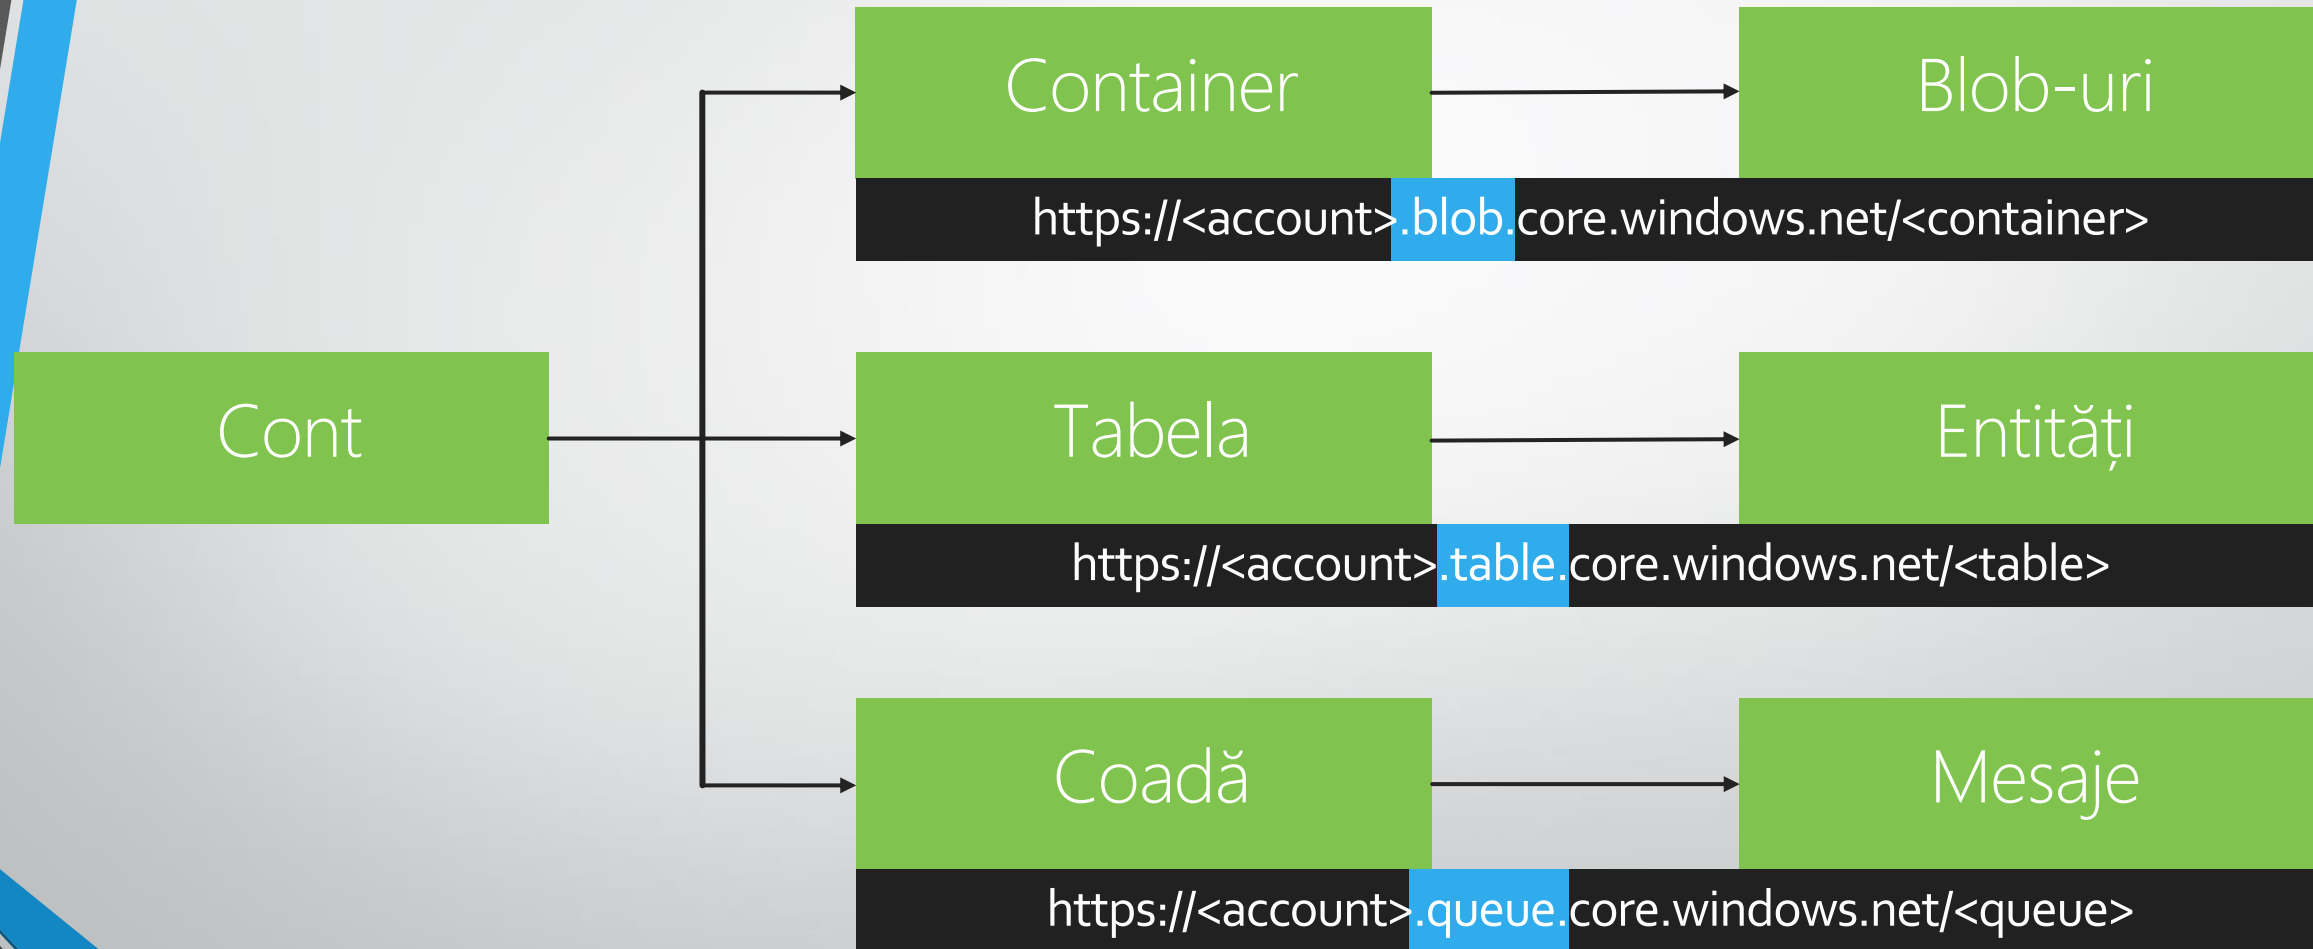 Container
Blob-uri
https://<account>.blob.core.windows.net/<container>
Cont
Tabela
Entități
https://<account>.table.core.windows.net/<table>
Coadă
Mesaje
https://<account>.queue.core.windows.net/<queue>